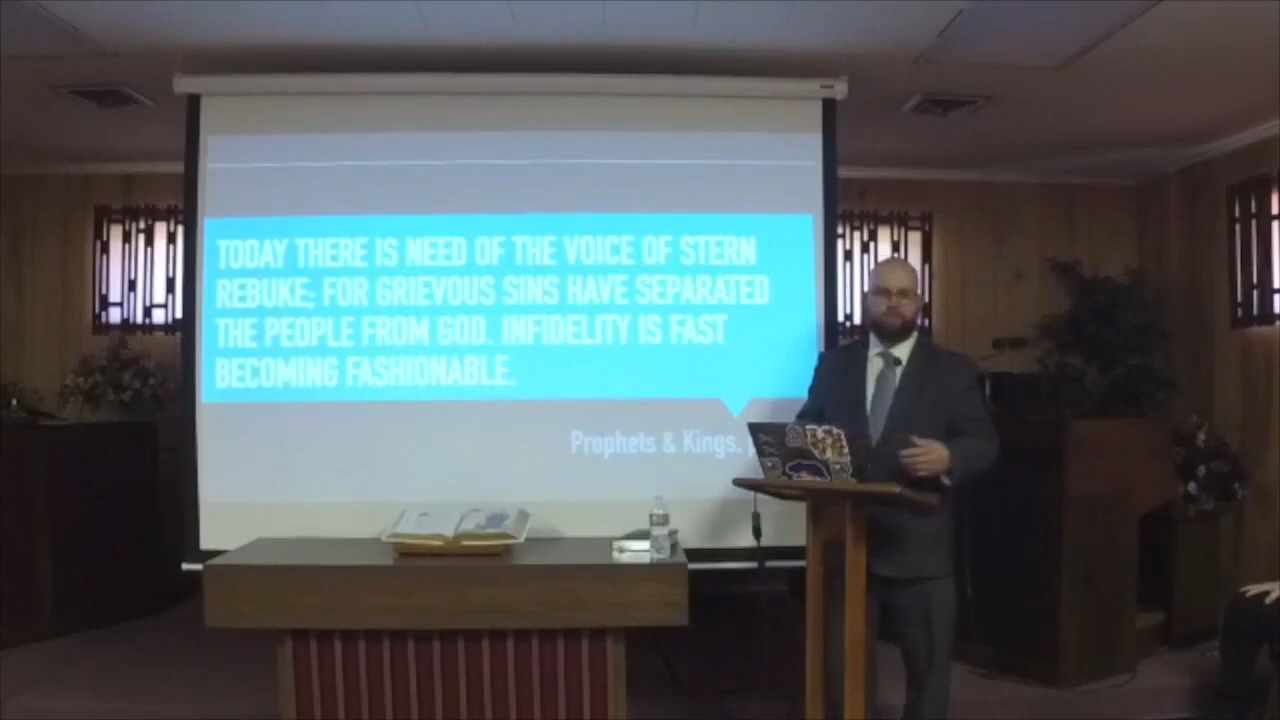 TODAY THERE IS NEED OF THE VOICE OF STERN
REBUKE; FOR GRIEVOUS SINS HAVE SEPARATED
THE PEOPLE FROM GOD. INFIDELITY IS FAST
BECOMING FASHIONABLE.
Prophets & Kings,